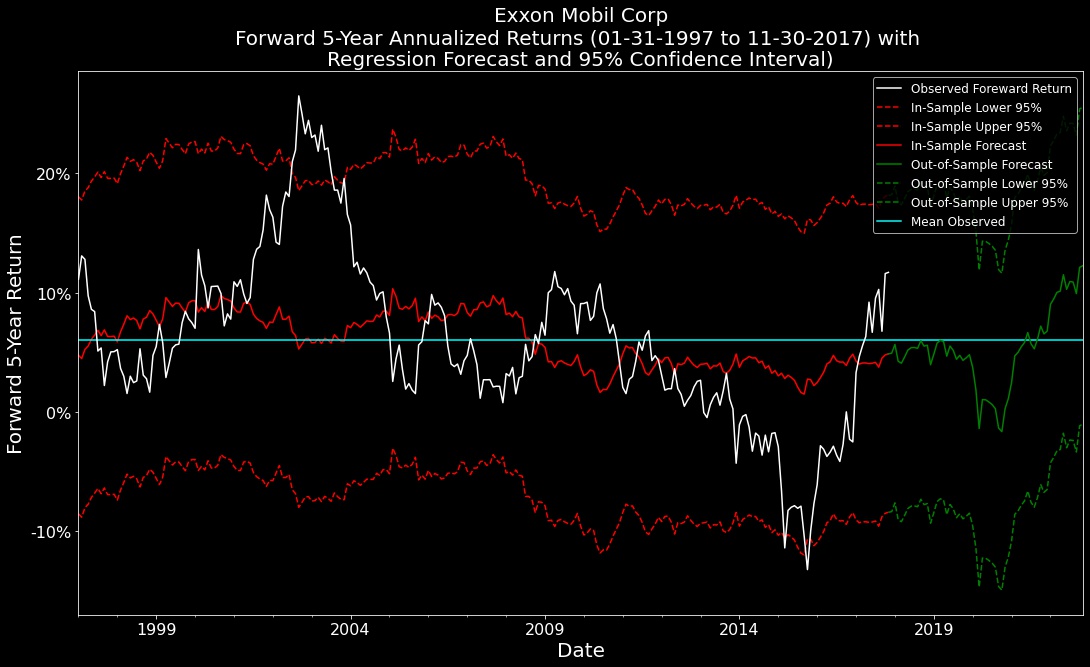 Exxon Mobil Corp
Forward 5-Year Annualized Returns (01-31-1997 to 11-30-2017) with
Regression Forecast and 95% Confidence Interval)
Observed Foreward Return
In-Sample Lower 95%
In-Sample Upper 95%
In-Sample Forecast
Out-of-Sample Forecast
Out-of-Sample Lower 95%
Out-of-Sample Upper 95%
Mean Observed
Forward 5-Year Return
20%
10%
0%
-10%
1999
2004
2009
2014
2019
Date